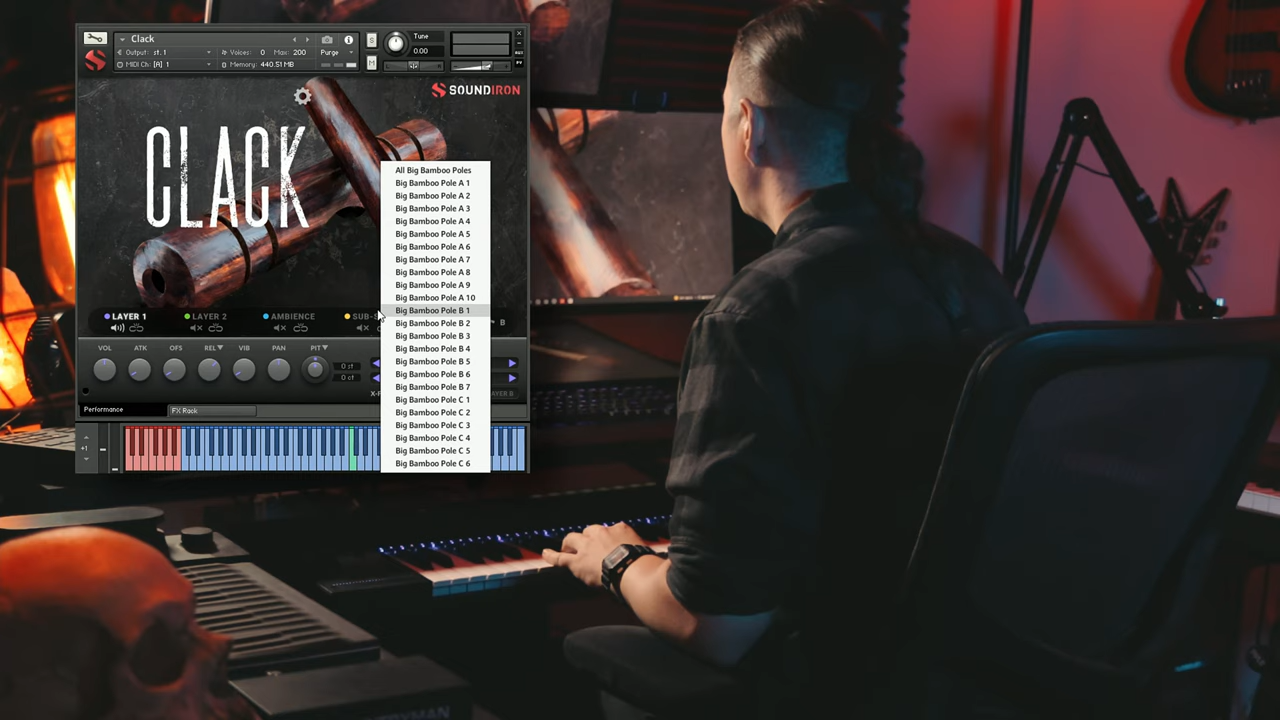 Clack
Output: st. 1
Voices: 0 Max: 200
Purge
MIDI Ch: [A] 1
Memory: 440.51 MB
S
M
Tune
0.00
L
R
AUX
PV
SOUNDIRON
CLACK
All Big Bamboo Poles
Big Bamboo Pole A 1
Big Bamboo Pole A 2
Big Bamboo Pole A 3
Big Bamboo Pole A 4
Big Bamboo Pole A 5
Big Bamboo Pole A 6
Big Bamboo Pole A 7
Big Bamboo Pole A 8
Big Bamboo Pole A 9
Big Bamboo Pole A 10
Big Bamboo Pole B 1
Big Bamboo Pole B 2
Big Bamboo Pole B 3
Big Bamboo Pole B 4
Big Bamboo Pole B 5
Big Bamboo Pole B 6
Big Bamboo Pole B 7
Big Bamboo Pole C 1
Big Bamboo Pole C 2
Big Bamboo Pole C 3
Big Bamboo Pole C 4
Big Bamboo Pole C 5
Big Bamboo Pole C 6
LAYER 1
LAYER 2
AMBIENCE
SUB-S
B
VOL
ATK
OFS
REL
VIB
PAN
PIT
0 st
0 ct
X-F
AYER B
Performance
FX Rack
+1